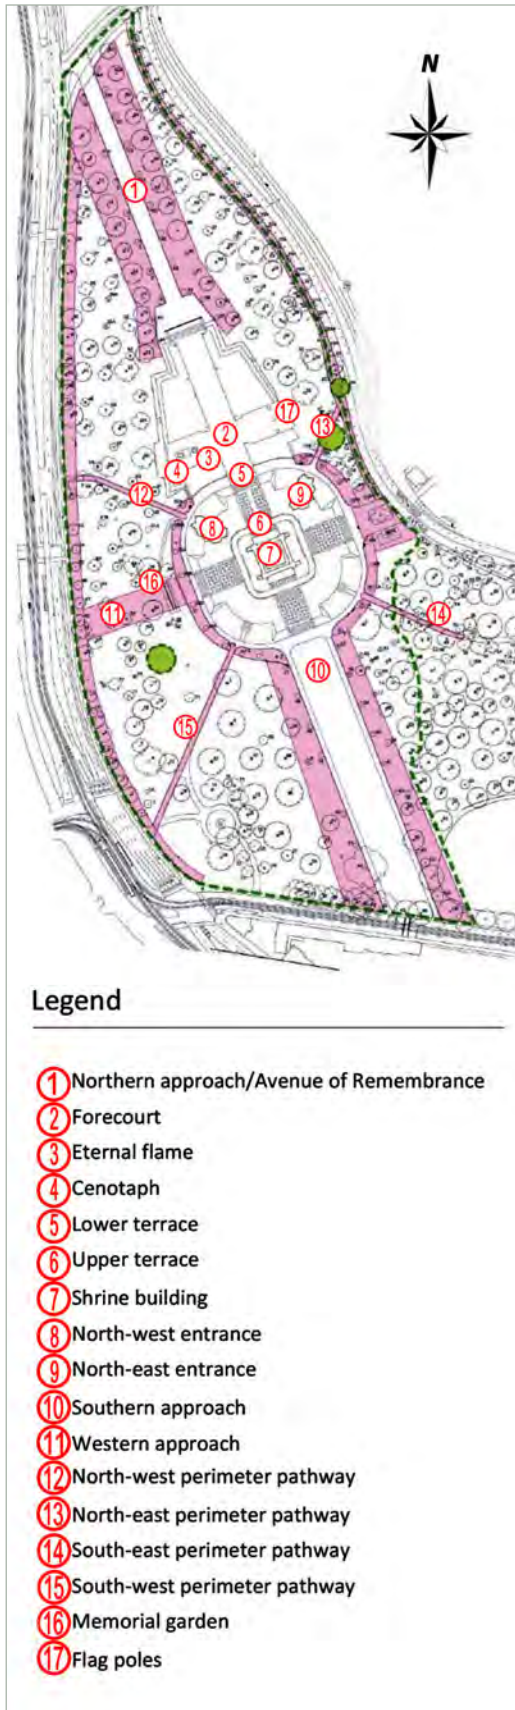 N
1
17
2
13
3
4
5
12
9
8
6
7
16
11
14
10
15
Legend
1 Northern approach/Avenue of Remembrance
2 Forecourt
3 Eternal flame
4 Cenotaph
5 Lower terrace
6 Upper terrace
7 Shrine building
8 North-west entrance
9 North-east entrance
10 Southern approach
11 Western approach
12 North-west perimeter pathway
13 North-east perimeter pathway
14 South-east perimeter pathway
15 South-west perimeter pathway
16 Memorial garden
17 Flag poles